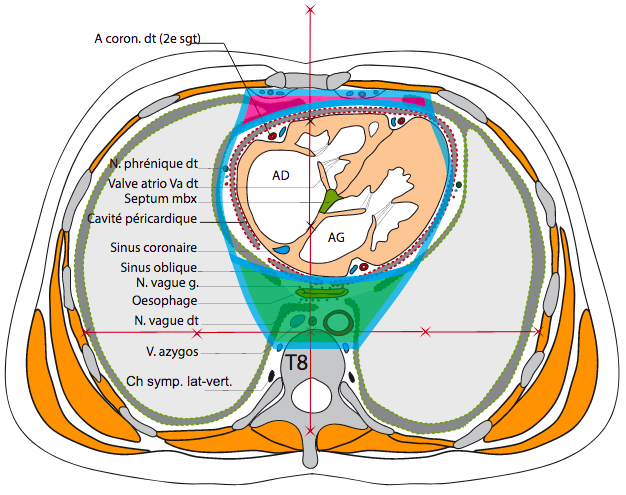 A coron. dt (2e sgt)
N. phrénique dt
Valve atrio Va dt
Septum mbx
Cavité péricardique
Sinus coronaire
Sinus oblique
N. vague g.
Oesophage
N. vague dt
V. azygos
Ch symp. lat-vert.
AD
AG
T8